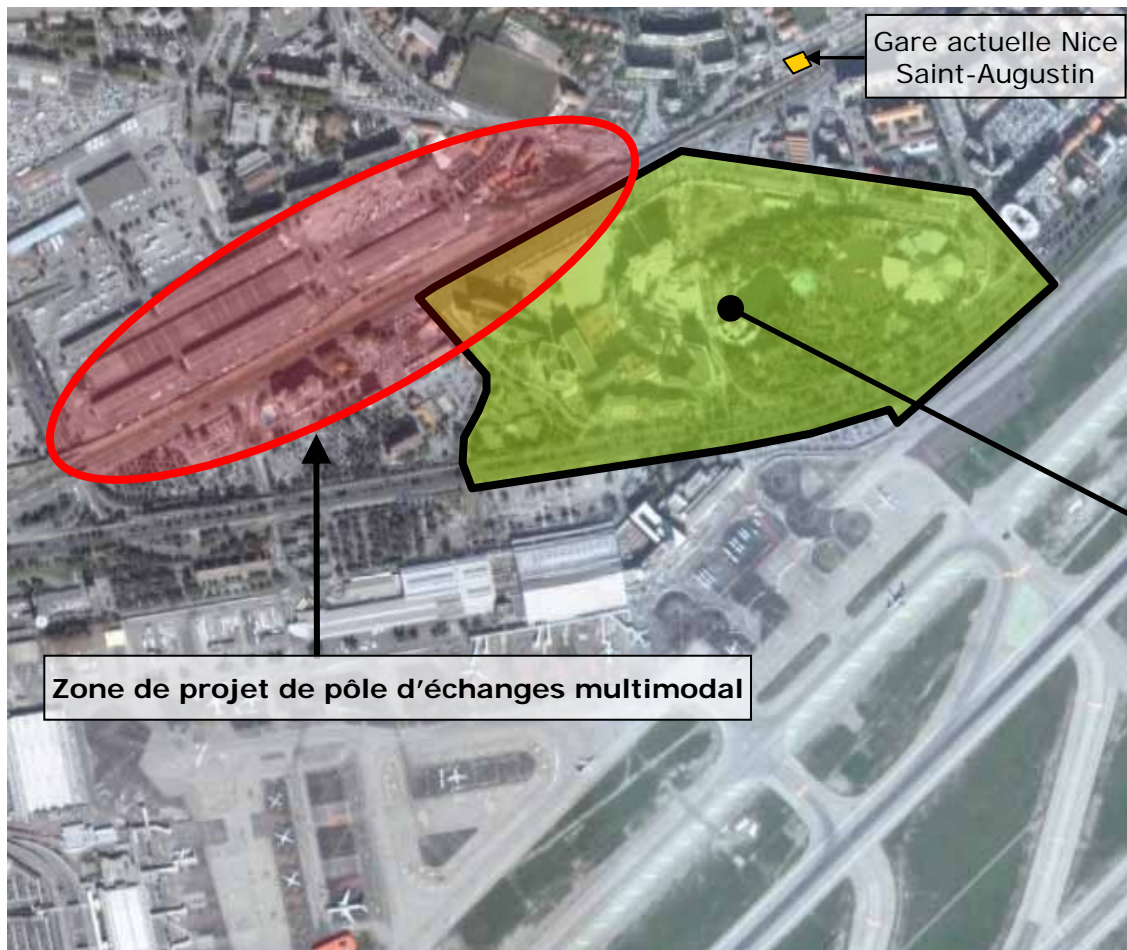 Gare actuelle Nice
Saint-Augustin
Zone de projet de pôle d'échanges multimodal